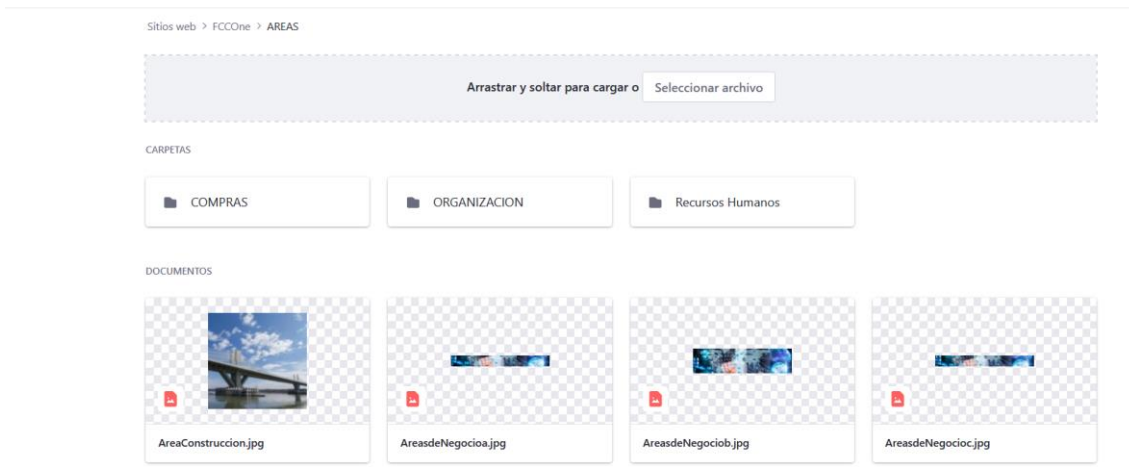 Sitios web > FCCOne > AREAS
Arrastrar y soltar para cargar o Seleccionar archivo
CARPETAS
COMPRAS ORGANIZACION Recursos Humanos
DOCUMENTOS
AreaConstruccion.jpg AreasdeNegocioa.jpg AreasdeNegociob.jpg AreasdeNegocioc.jpg